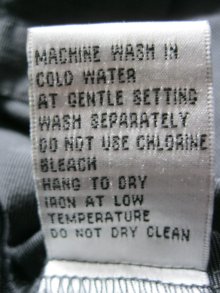 MACHINE WASH IN
COLD WATER
AT GENTLE SETTING
WASH SEPARATELY
DO NOT USE CHLORINE
BLEACH
HANG TO DRY
IRON AT LOW
TEMPERATURE
DO NOT DRY CLEAN